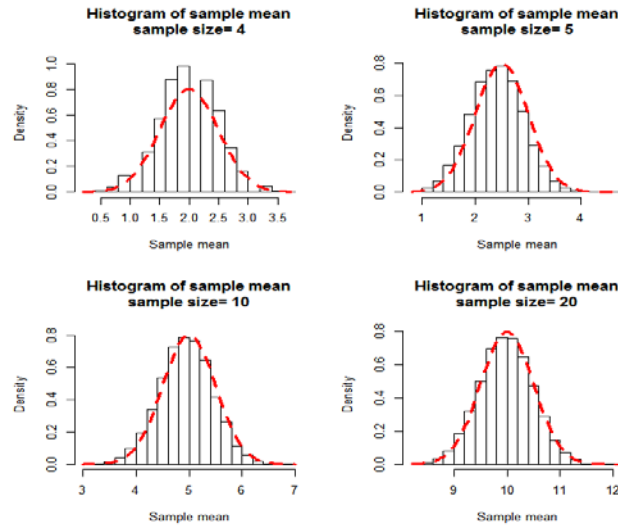 Histogram of sample mean
sample size= 4
Density
1.0
0.8
0.6
0.4
0.2
0.0
0.5 1.0 1.5 2.0 2.5 3.0 3.5
Sample mean
Histogram of sample mean
sample size= 5
Density
0.8
0.6
0.4
0.2
0.0
1 2 3 4
Sample mean
Histogram of sample mean
sample size= 10
Density
0.8
0.6
0.4
0.2
0.0
3 4 5 6 7
Sample mean
Histogram of sample mean
sample size= 20
Density
0.8
0.6
0.4
0.2
0.0
9 10 11 12
Sample mean